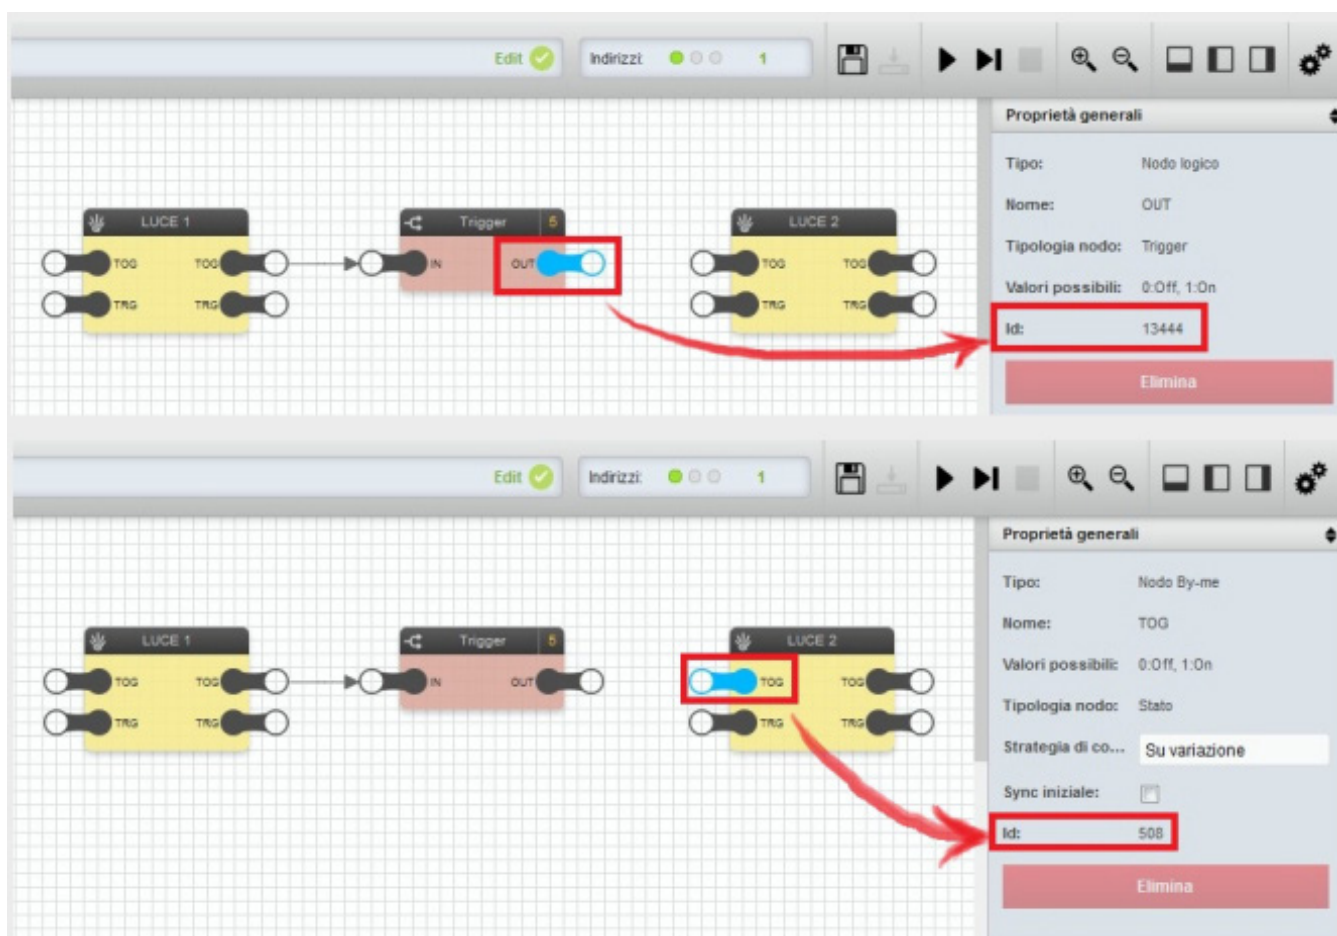 Edit Indirizzi: 1
Proprietà generali
Tipo: Nodo logico
Nome: OUT
Tipologia nodo: Trigger
Valori possibili: 0:Off, 1:On
Id: 13444
Elimina
LUCE 1
TOG TOG
TRG TRG
Trigger 5
IN OUT
LUCE 2
TOG TOG
TRG TRG
Edit Indirizzi: 1
Proprietà generali
Tipo: Nodo By-me
Nome: TOG
Valori possibili: 0:Off, 1:On
Tipologia nodo: Stato
Strategia di co... Su variazione
Sync iniziale:
Id: 508
Elimina
LUCE 1
TOG TOG
TRG TRG
Trigger 5
IN OUT
LUCE 2
TOG TOG
TRG TRG